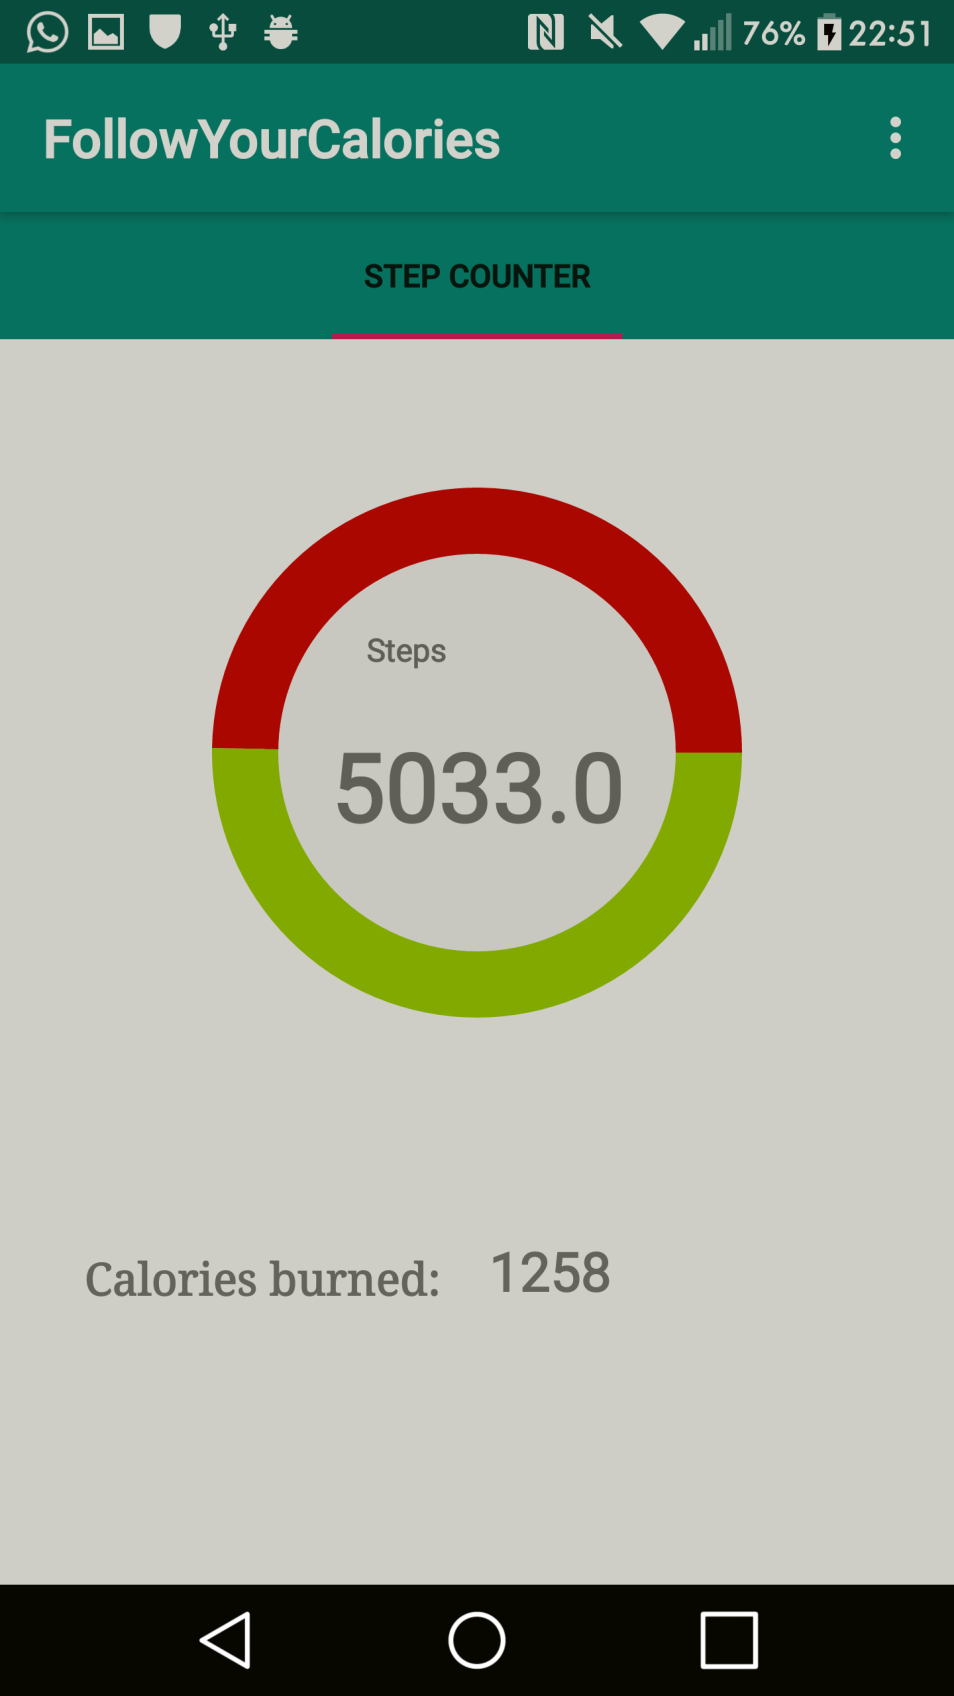 76% 22:51
FollowYourCalories
STEP COUNTER
Steps
5033.0
Calories burned: 1258